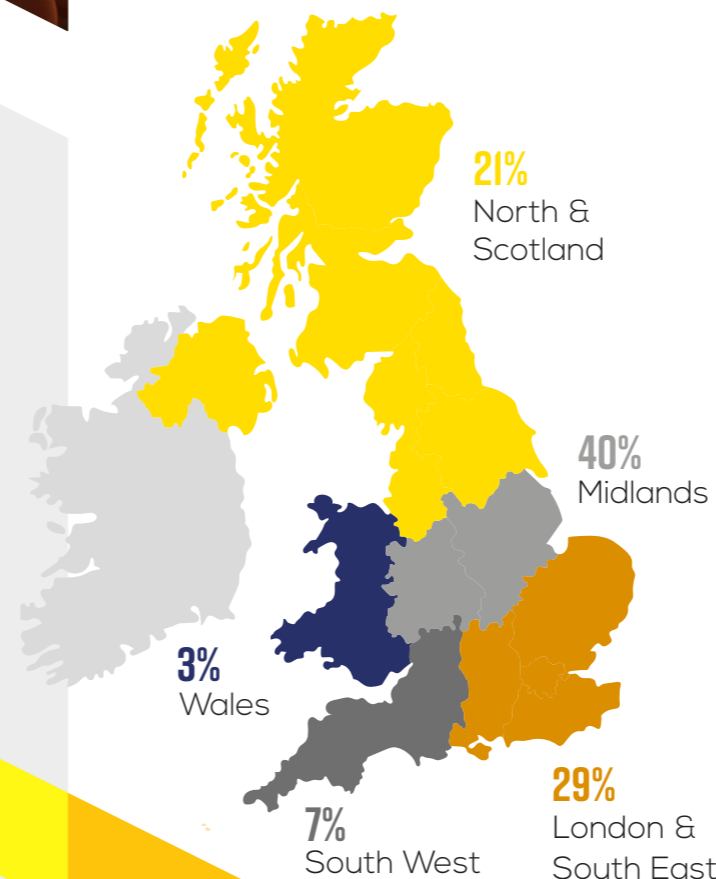 21%
North &
Scotland
40%
Midlands
3%
Wales
29%
London &
South East
7%
South West